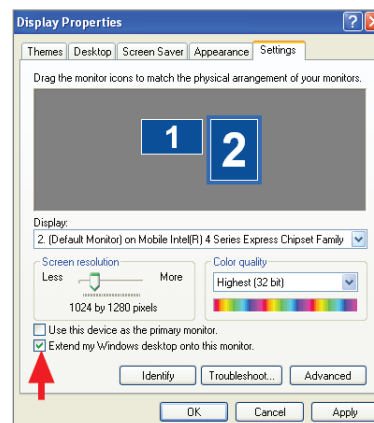 Display Properties
Themes Desktop Screen Saver Appearance Settings
Drag the monitor icons to match the physical arrangement of your monitors.
1 2
Display:
2. (Default Monitor) on Mobile Intel(R) 4 Series Express Chipset Family
Screen resolution
Less More
1024 by 1280 pixels
Color quality
Highest (32 bit)
Use this device as the primary monitor.
Extend my Windows desktop onto this monitor.
Identify Troubleshoot... Advanced
OK Cancel Apply